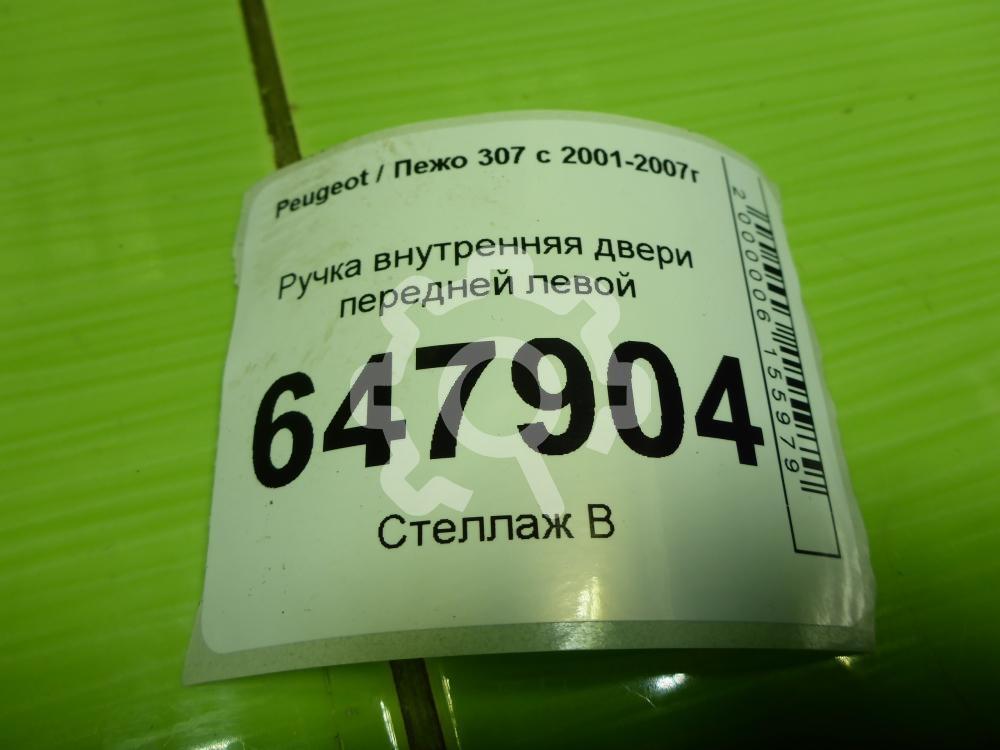 Peugeot / Пежо 307 с 2001-2007г
Ручка внутренняя двери
передней левой
647904
Стеллаж В
2000006155979